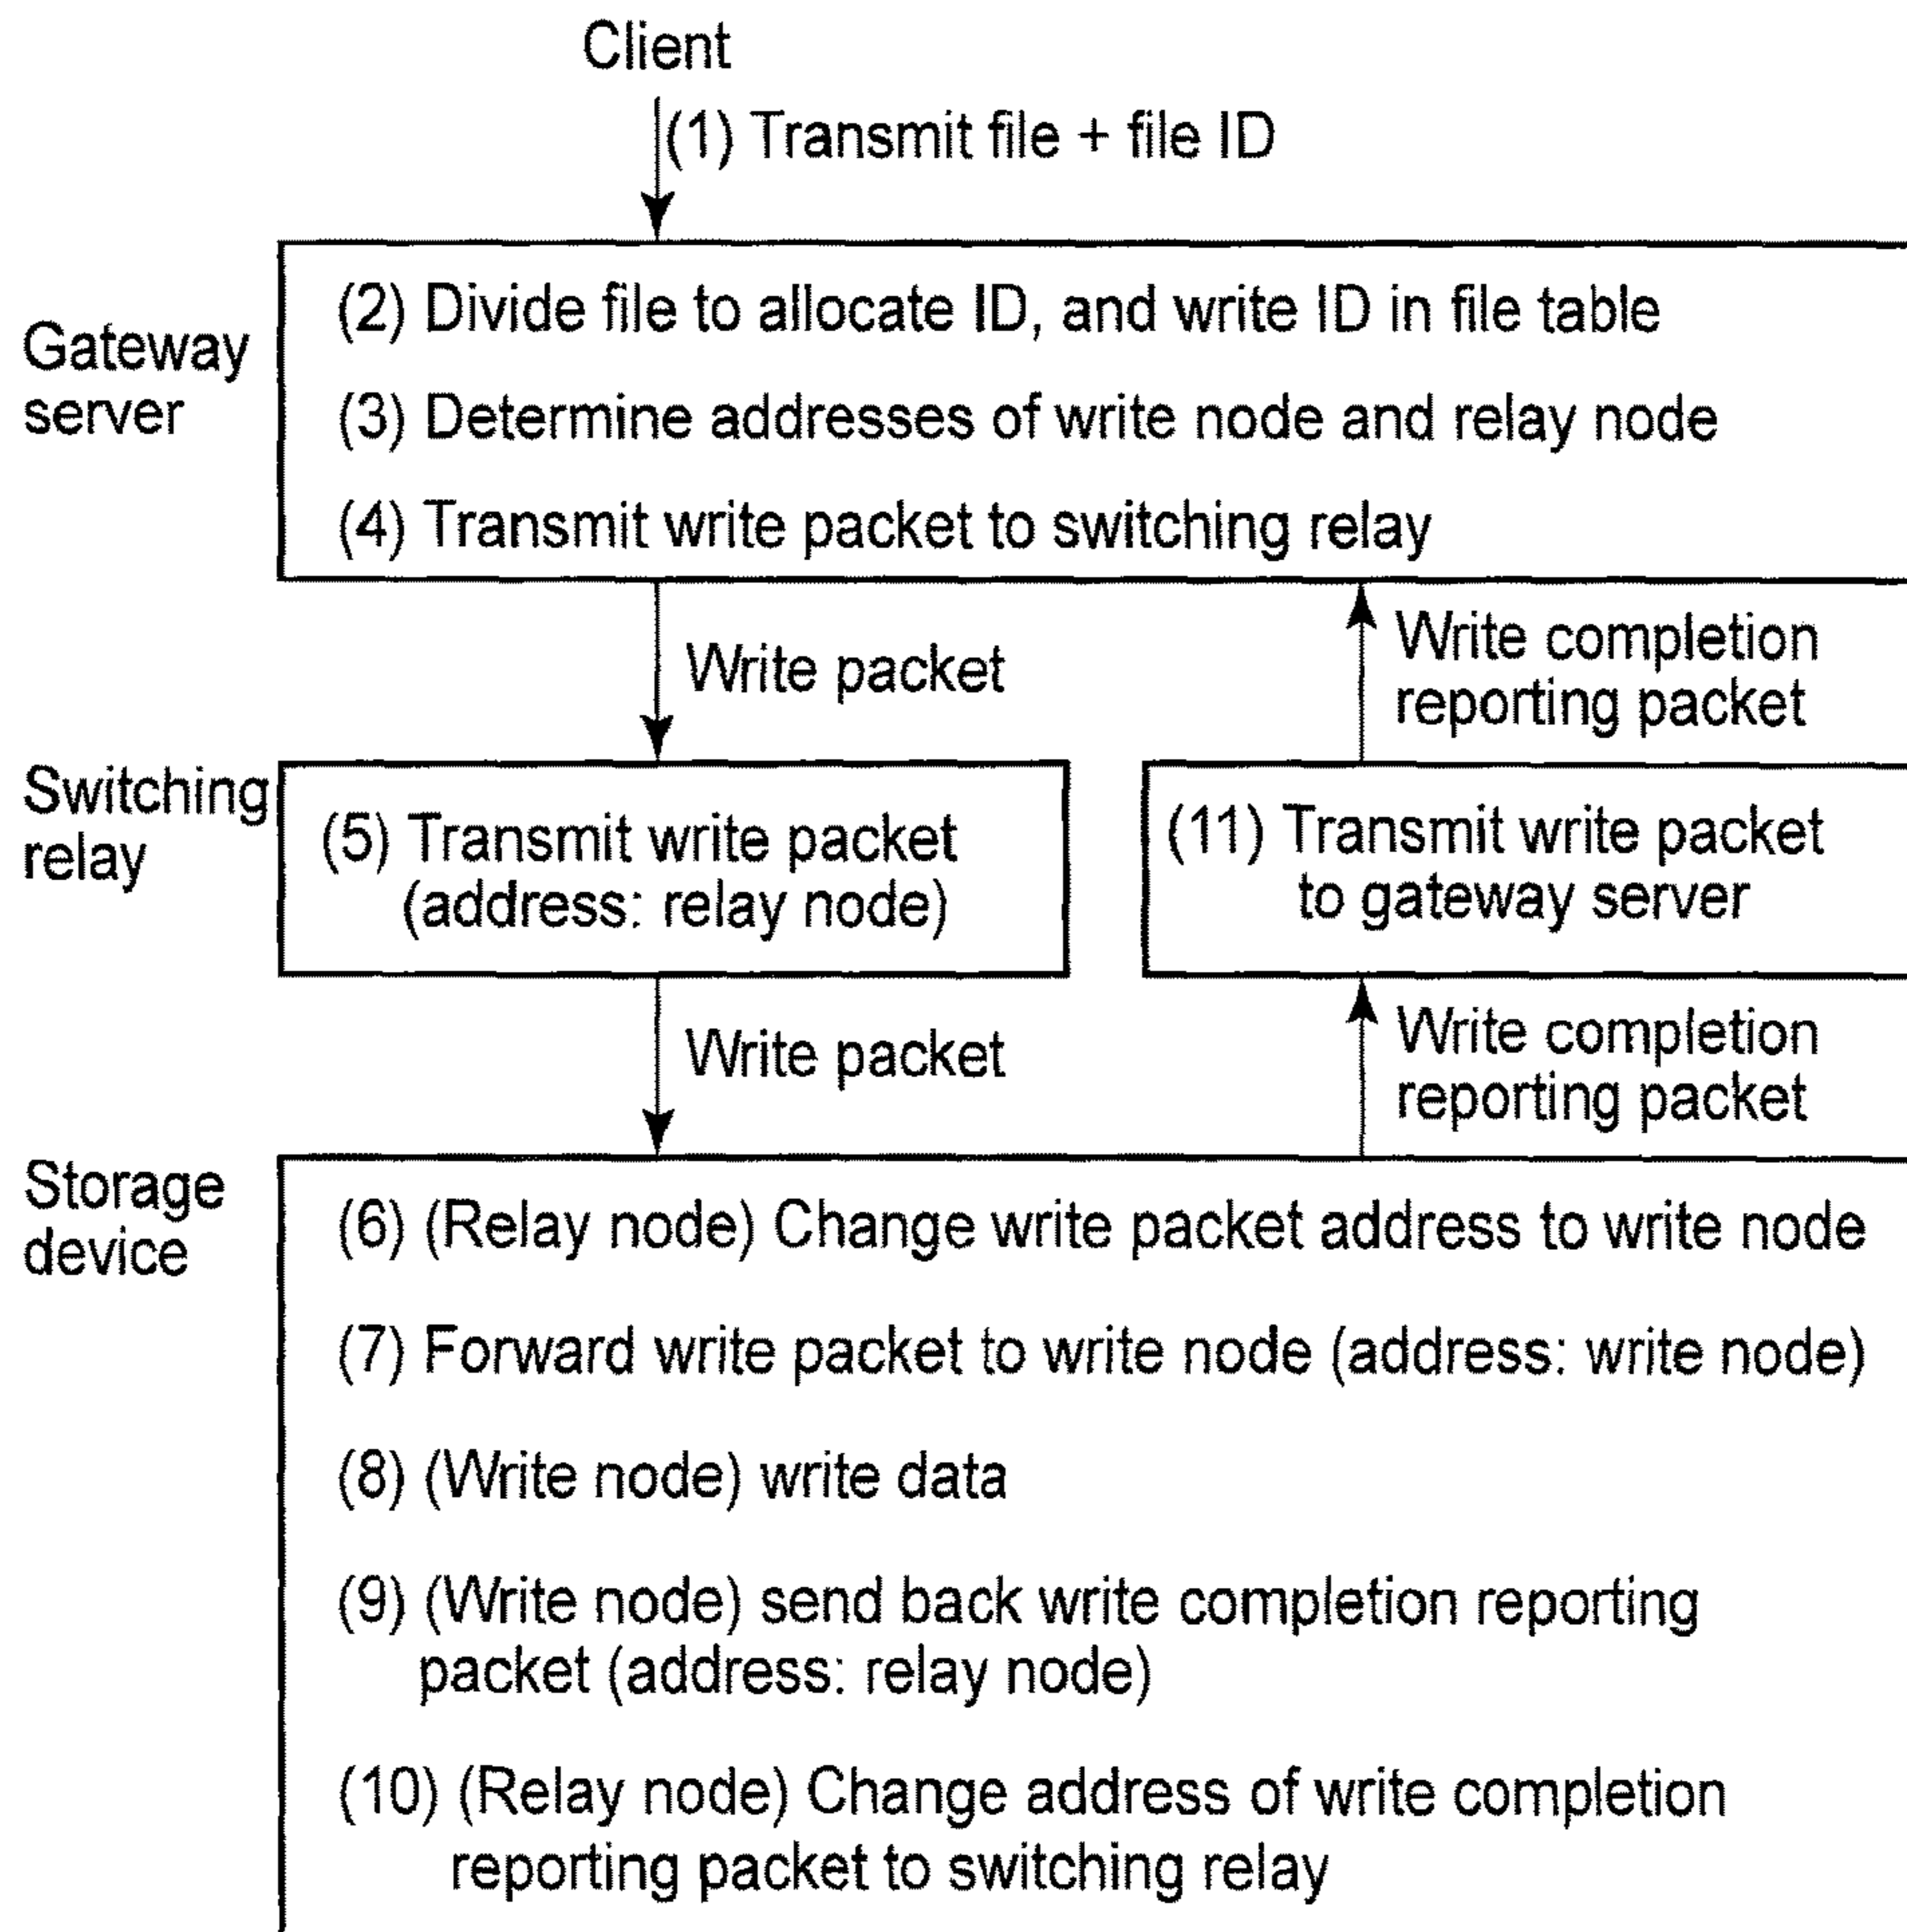 Client
(1) Transmit file + file ID
Gateway
server
(2) Divide file to allocate ID, and write ID in file table
(3) Determine addresses of write node and relay node
(4) Transmit write packet to switching relay
Write packet
Write completion
reporting packet
Switching
relay
(5) Transmit write packet
(address: relay node)
(11) Transmit write packet
to gateway server
Write packet
Write completion
reporting packet
Storage
device
(6) (Relay node) Change write packet address to write node
(7) Forward write packet to write node (address: write node)
(8) (Write node) write data
(9) (Write node) send back write completion reporting
packet (address: relay node)
(10) (Relay node) Change address of write completion
reporting packet to switching relay